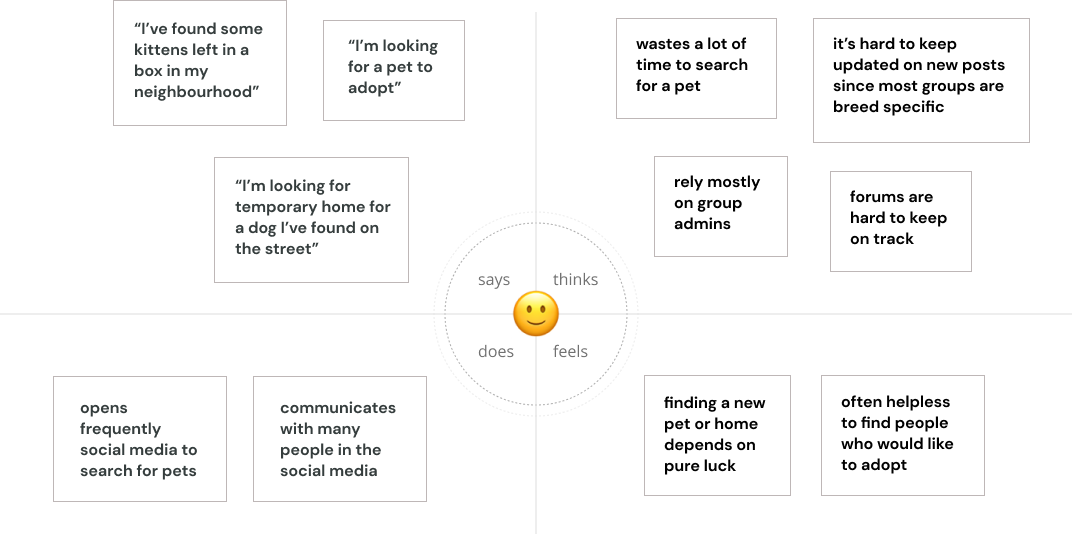 “I’ve found some
kittens left in a
box in my
neighbourhood”
“I’m looking
for a pet to
adopt”
“I’m looking for
temporary home for
a dog I’ve found on
the street”
wastes a lot of
time to search
for a pet
it’s hard to keep
updated on new posts
since most groups are
breed specific
rely mostly
on group
admins
forums are
hard to keep
on track
says
thinks
does
feels
opens
frequently
social media to
search for pets
communicates
with many
people in the
social media
finding a new
pet or home
depends on
pure luck
often helpless
to find people
who would like
to adopt